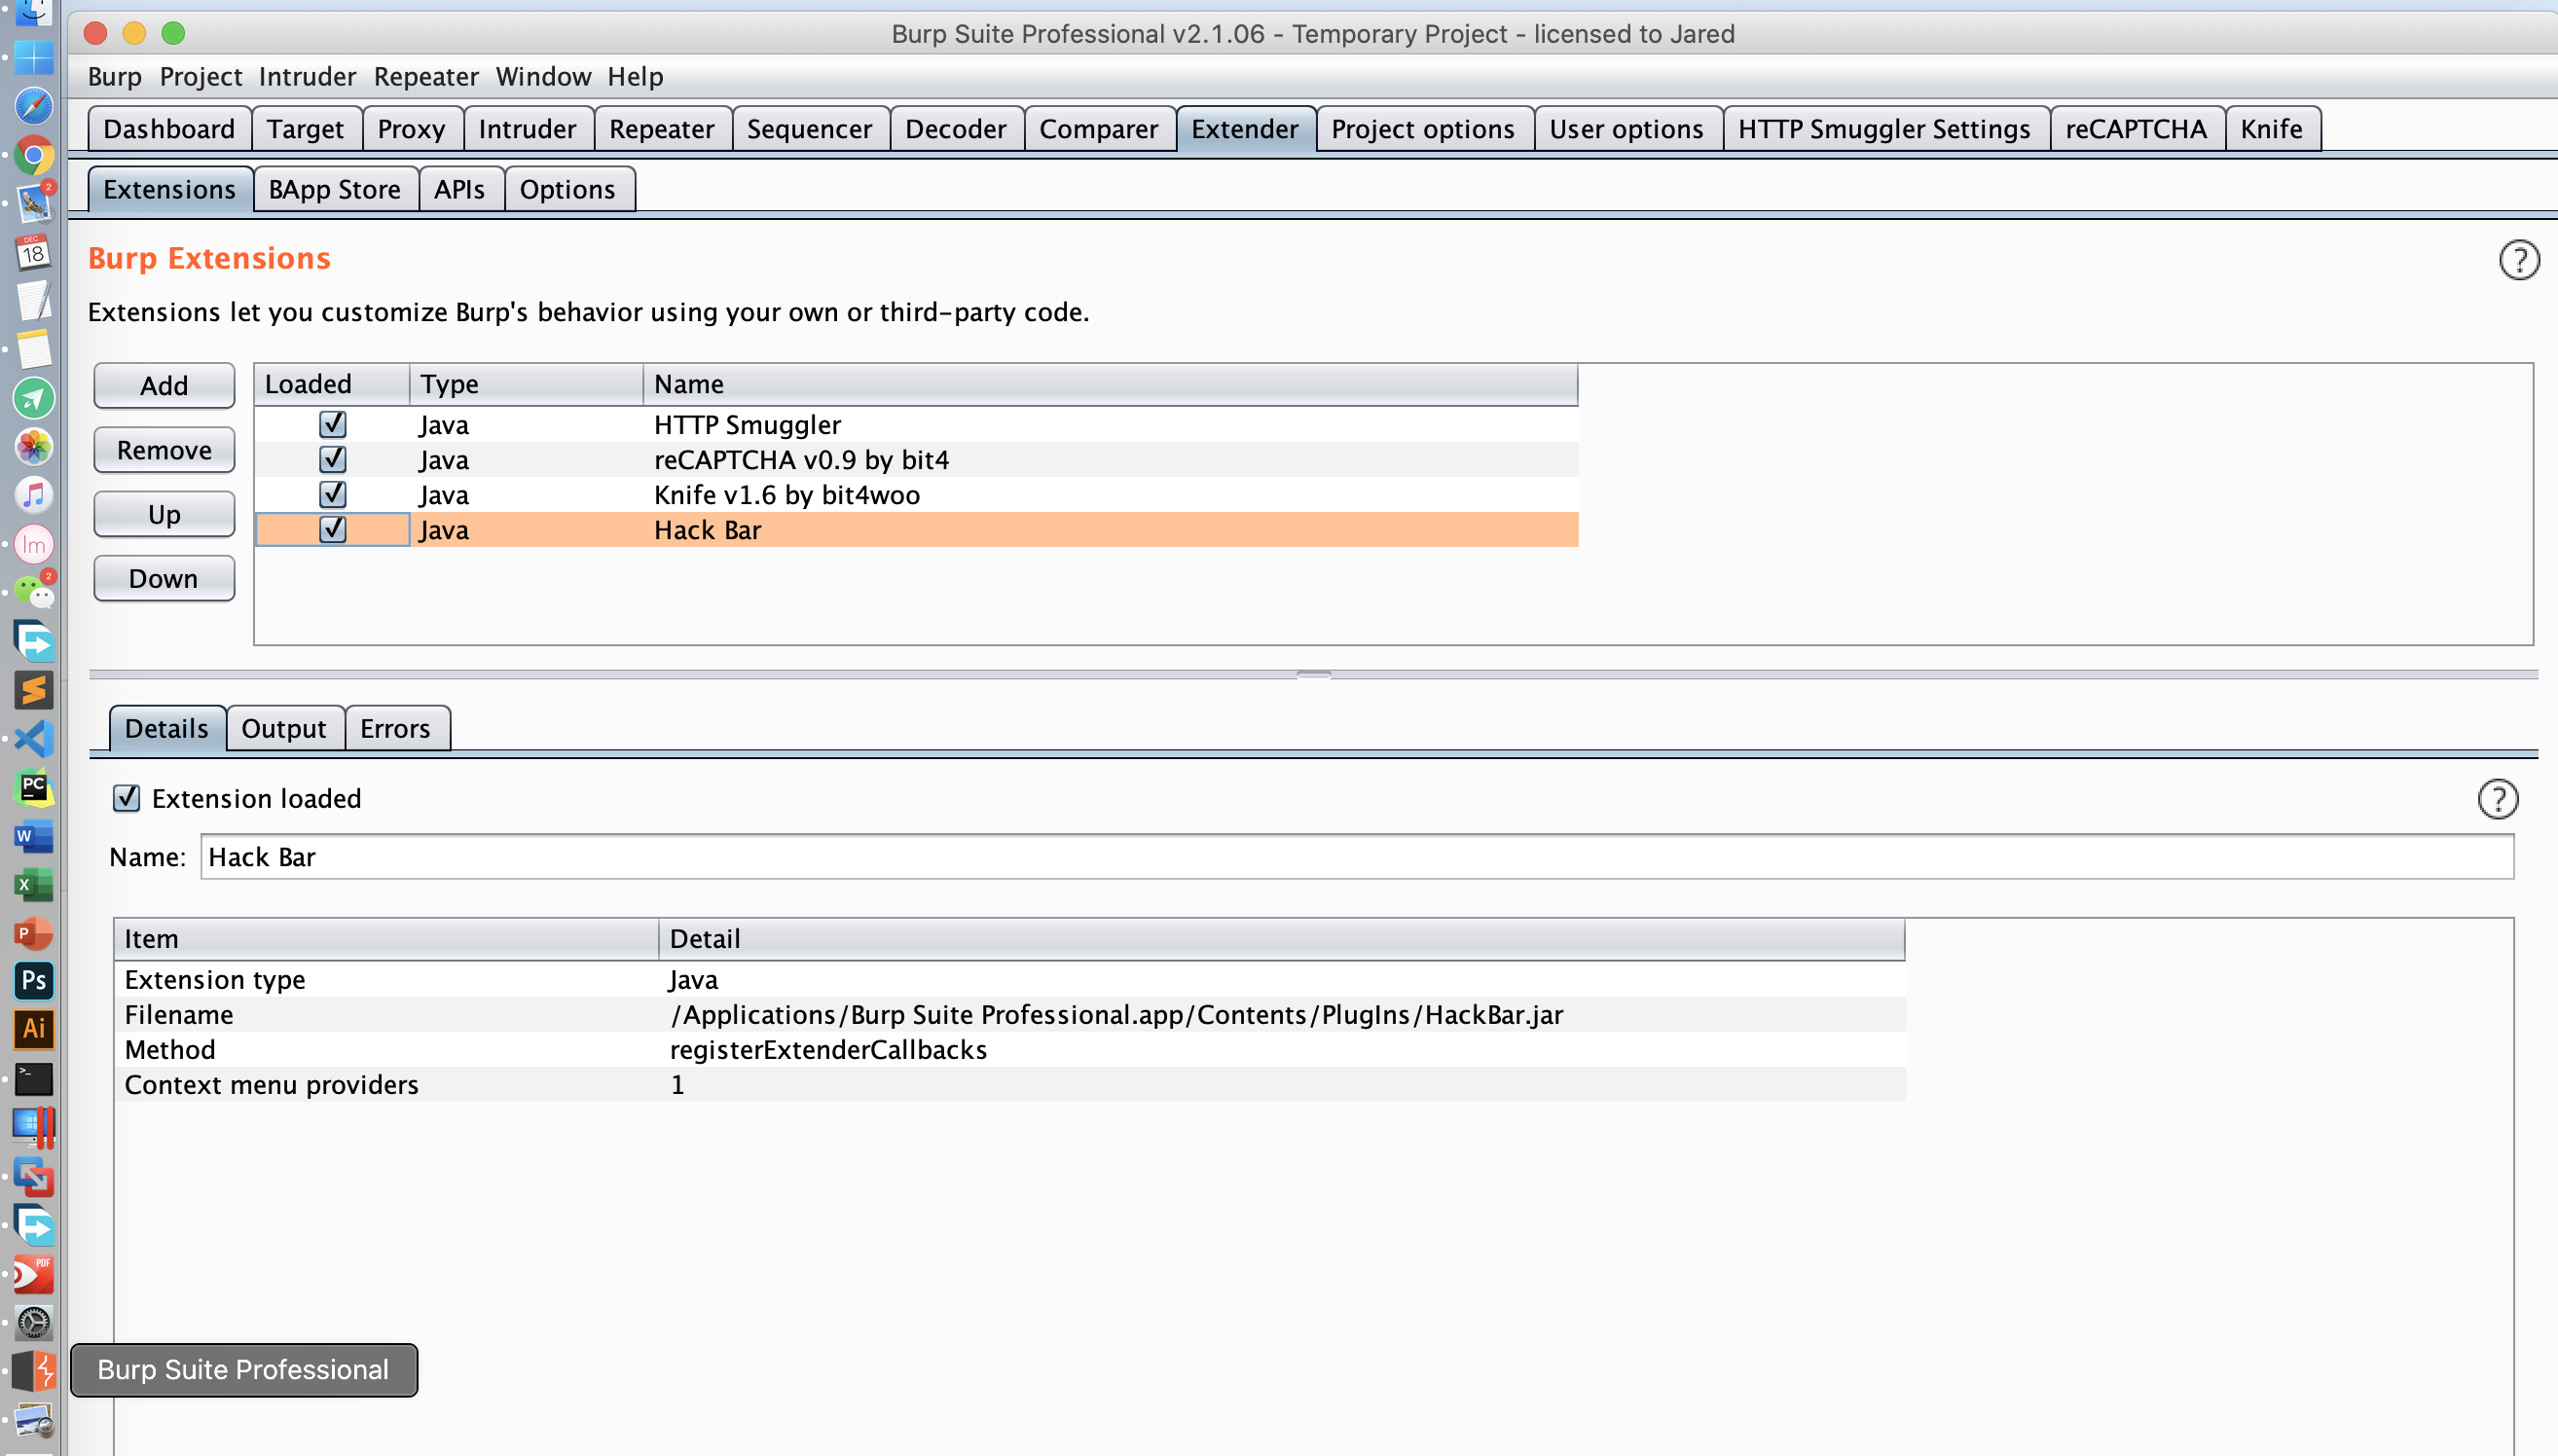 Burp Suite Professional v2.1.06 - Temporary Project - licensed to Jared
Burp Project Intruder Repeater Window Help
Dashboard Target Proxy Intruder Repeater Sequencer Decoder Comparer Extender Project options User options HTTP Smuggler Settings reCAPTCHA Knife
Extensions BApp Store APIs Options
Burp Extensions
?
Extensions let you customize Burp's behavior using your own or third-party code.
Add
Remove
Up
Down
Loaded Type Name
Java HTTP Smuggler
Java reCAPTCHA v0.9 by bit4
Java Knife v1.6 by bit4woo
Java Hack Bar
Details Output Errors
Extension loaded
?
Name: Hack Bar
Item Detail
Extension type Java
Filename /Applications/Burp Suite Professional.app/Contents/PlugIns/HackBar.jar
Method registerExtenderCallbacks
Context menu providers 1
Burp Suite Professional
2
DEC
18
lm
2
PC
W
X
P
Ps
Ai
>_
PDF